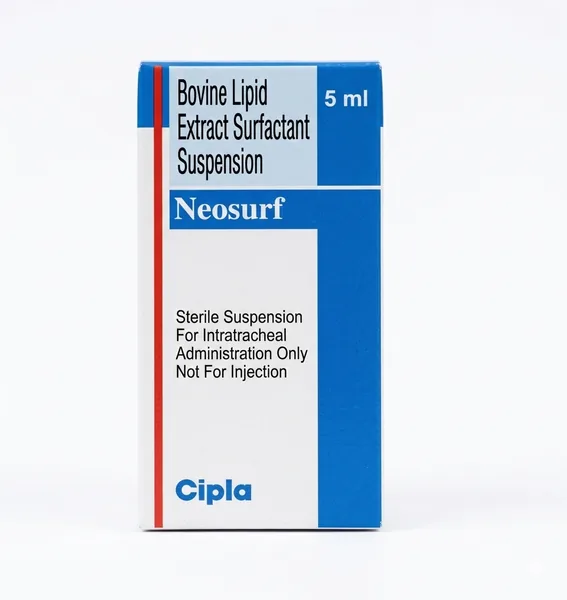 Bovine Lipid
Extract Surfactant
Suspension
5 ml
Neosurf
Sterile Suspension
For Intratracheal
Administration Only
Not For Injection
Cipla